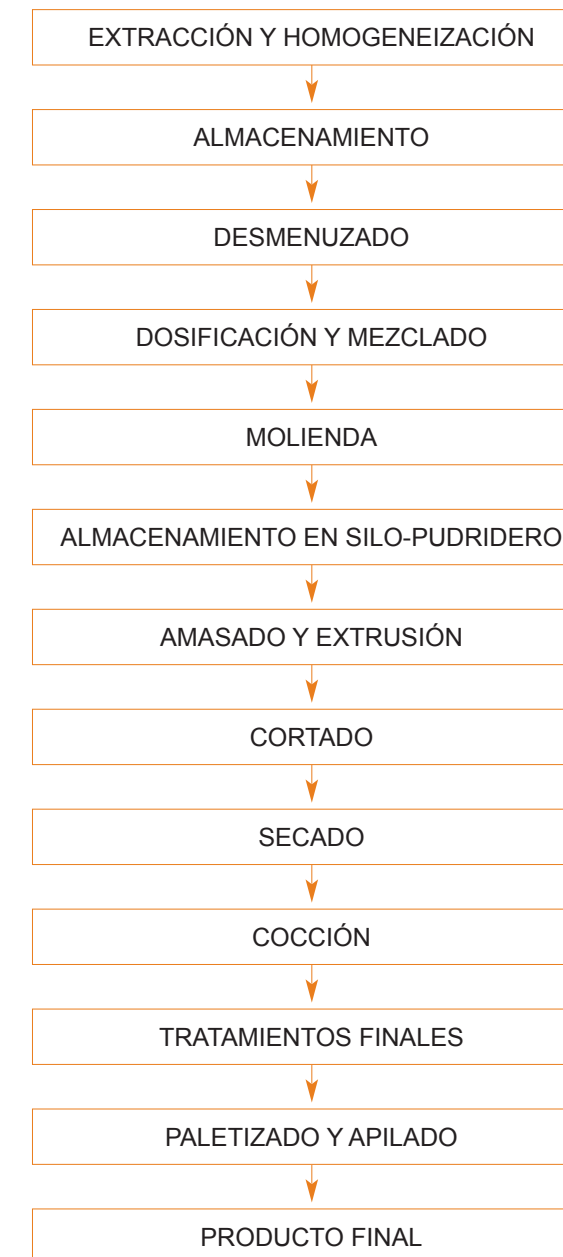 EXTRACCIÓN Y HOMOGENEIZACIÓN
ALMACENAMIENTO
DESMENUZADO
DOSIFICACIÓN Y MEZCLADO
MOLIENDA
ALMACENAMIENTO EN SILO-PUDRIDERO
AMASADO Y EXTRUSIÓN
CORTADO
SECADO
COCCIÓN
TRATAMIENTOS FINALES
PALETIZADO Y APILADO
PRODUCTO FINAL